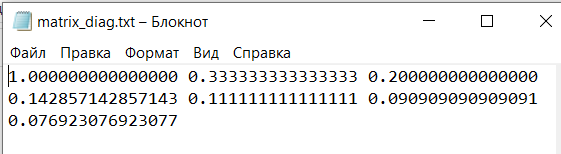 matrix_diag.txt – Блокнот
Файл Правка Формат Вид Справка
1.000000000000000 0.333333333333333 0.200000000000000
0.142857142857143 0.111111111111111 0.090909090909091
0.076923076923077